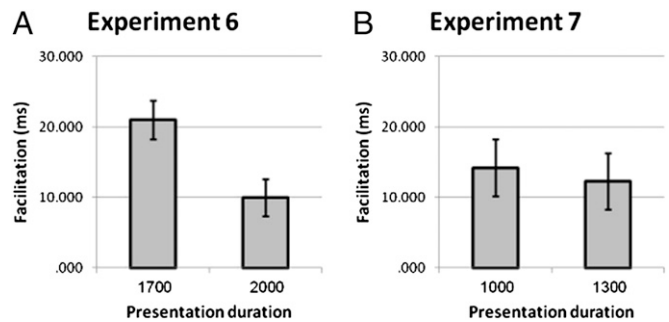 A Experiment 6
30.000
20.000
10.000
.000
Facilitation (ms)
1700 2000
Presentation duration
B Experiment 7
30.000
20.000
10.000
.000
Facilitation (ms)
1000 1300
Presentation duration